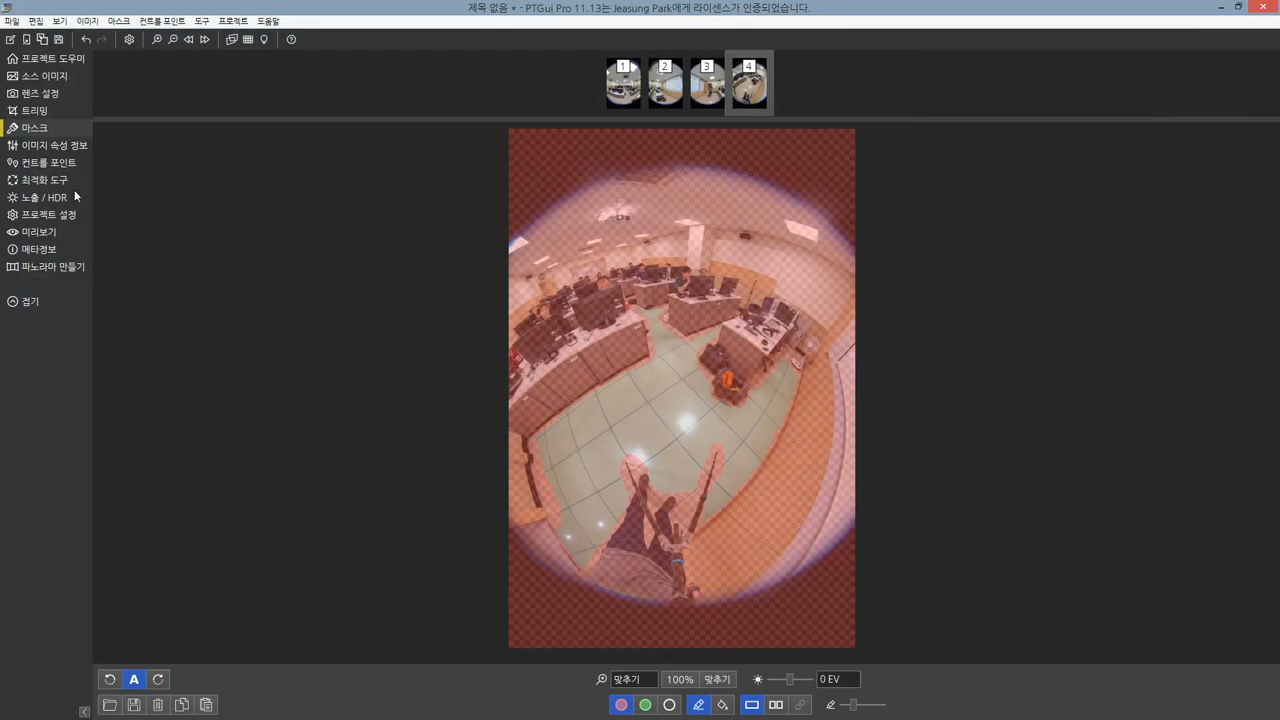 제목 없음 * - PTGui Pro 11.13는 Jeasung Park에게 라이센스가 인증되었습니다.
파일 편집 보기 이미지 마스크 컨트롤 포인트 도구 프로젝트 도움말
프로젝트 도우미
소스 이미지
렌즈 설정
트리밍
마스크
이미지 속성 정보
컨트롤 포인트
최적화 도구
노출 / HDR
프로젝트 설정
미리보기
메타정보
파노라마 만들기
접기
1 2 3 4
A 맞추기 100% 맞추기 0 EV